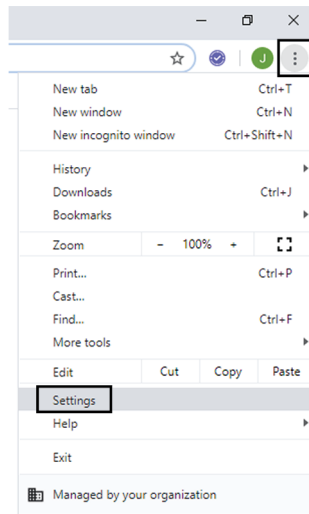 J
New tab Ctrl+T
New window Ctrl+N
New incognito window Ctrl+Shift+N
History
Downloads Ctrl+J
Bookmarks
Zoom - 100% +
Print... Ctrl+P
Cast...
Find... Ctrl+F
More tools
Edit Cut Copy Paste
Settings
Help
Exit
Managed by your organization